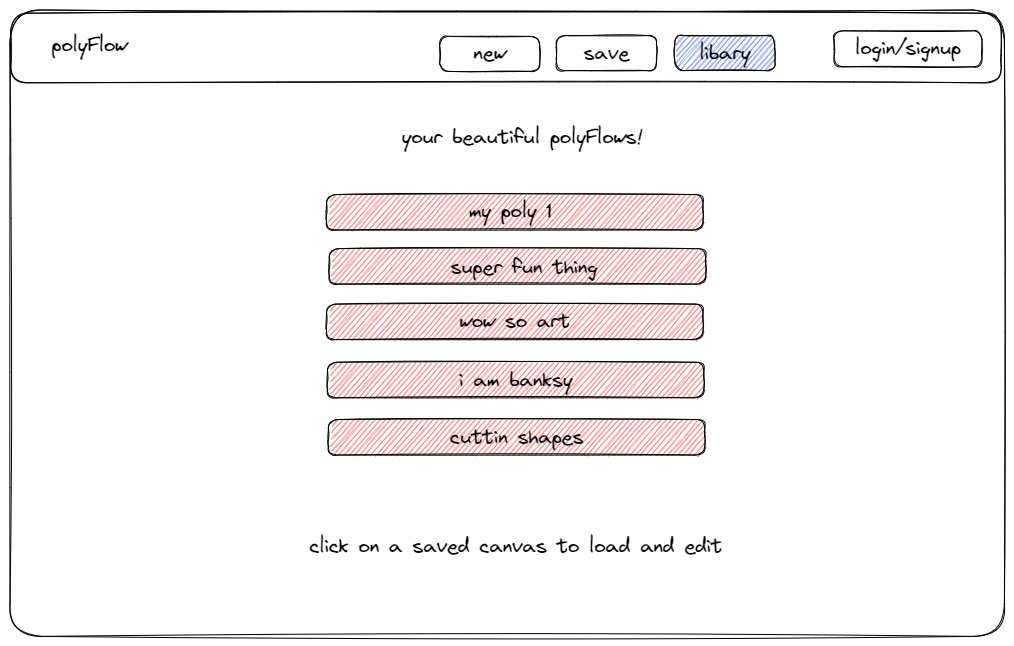 polyFlow
new
save
libary
login/signup
your beautiful polyFlows!
my poly 1
super fun thing
wow so art
i am banksy
cuttin shapes
click on a saved canvas to load and edit